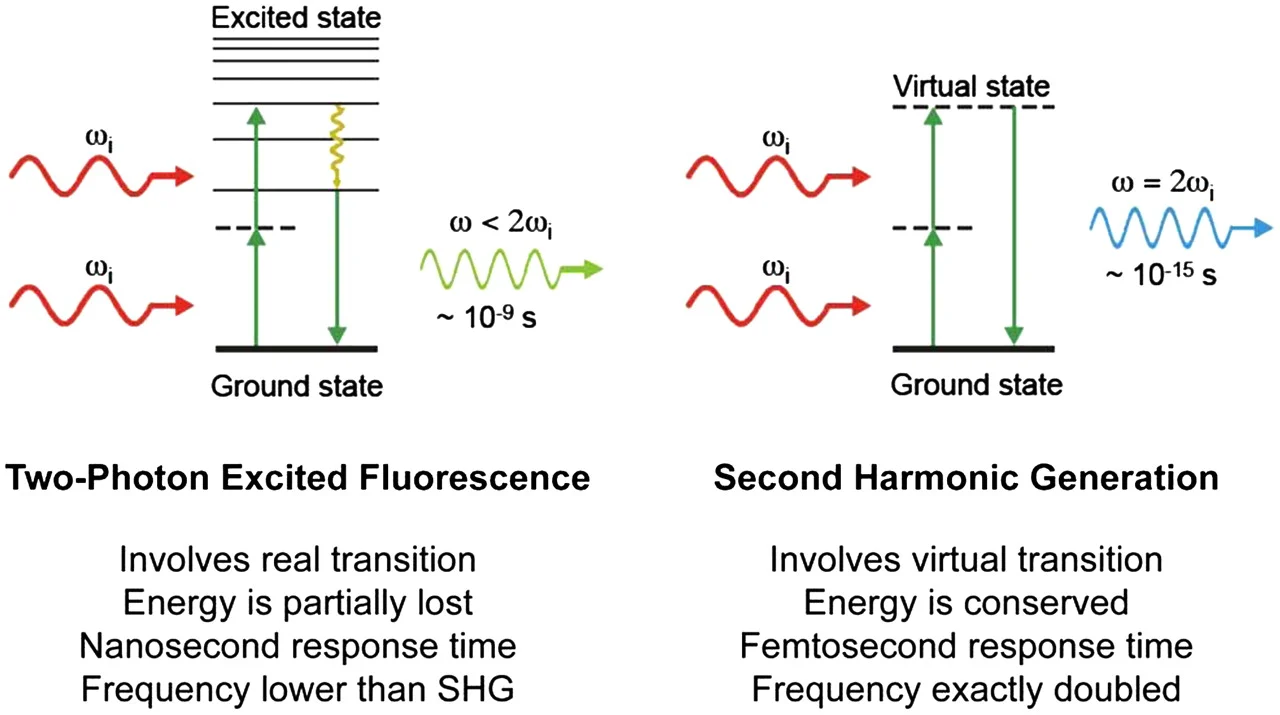 Excited state
ωi
ωi
ω < 2ωi
~ 10-9 s
Ground state
Two-Photon Excited Fluorescence
Involves real transition
Energy is partially lost
Nanosecond response time
Frequency lower than SHG
Virtual state
ωi
ωi
ω = 2ωi
~ 10-15 s
Ground state
Second Harmonic Generation
Involves virtual transition
Energy is conserved
Femtosecond response time
Frequency exactly doubled